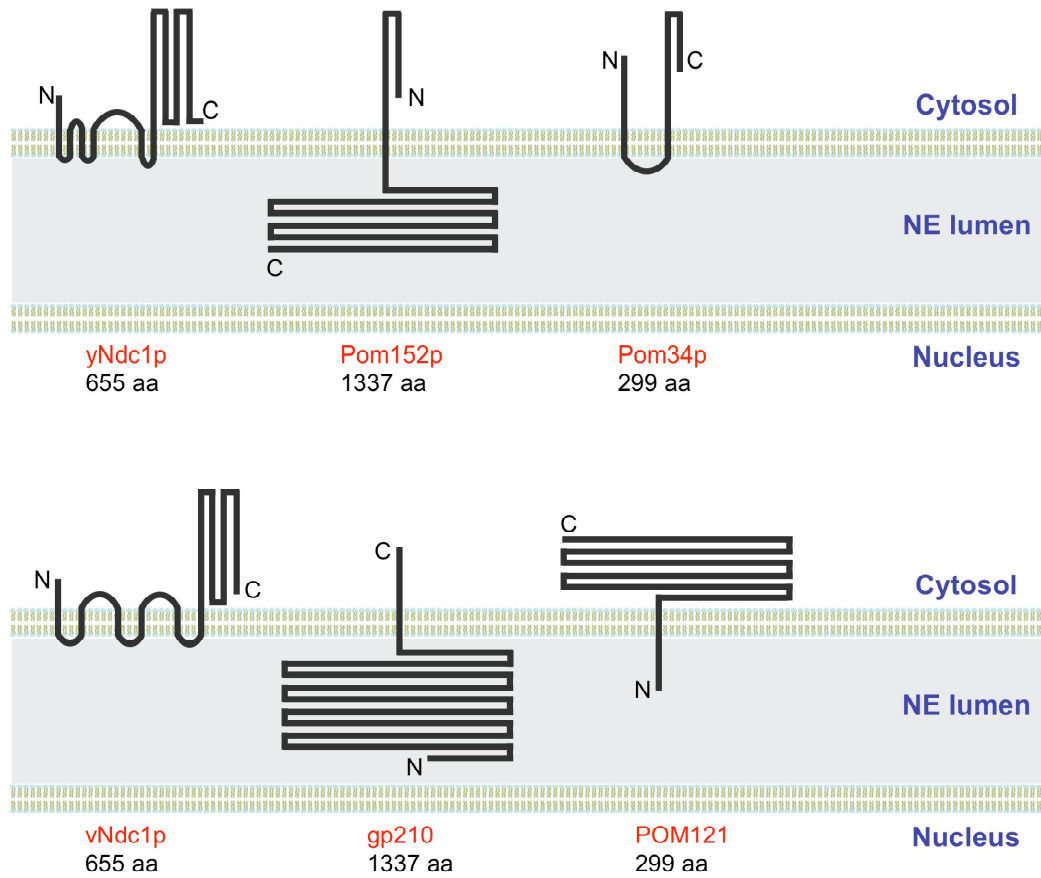 N
C
N
N
C
Cytosol
NE lumen
C
yNdc1p
655 aa
Pom152p
1337 aa
Pom34p
299 aa
Nucleus
N
C
C
C
Cytosol
N
NE lumen
N
vNdc1p
655 aa
gp210
1337 aa
POM121
299 aa
Nucleus